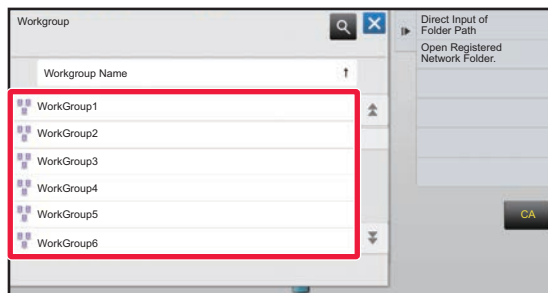 Workgroup
Workgroup Name
WorkGroup1
WorkGroup2
WorkGroup3
WorkGroup4
WorkGroup5
WorkGroup6
Direct Input of
Folder Path
Open Registered
Network Folder.
CA